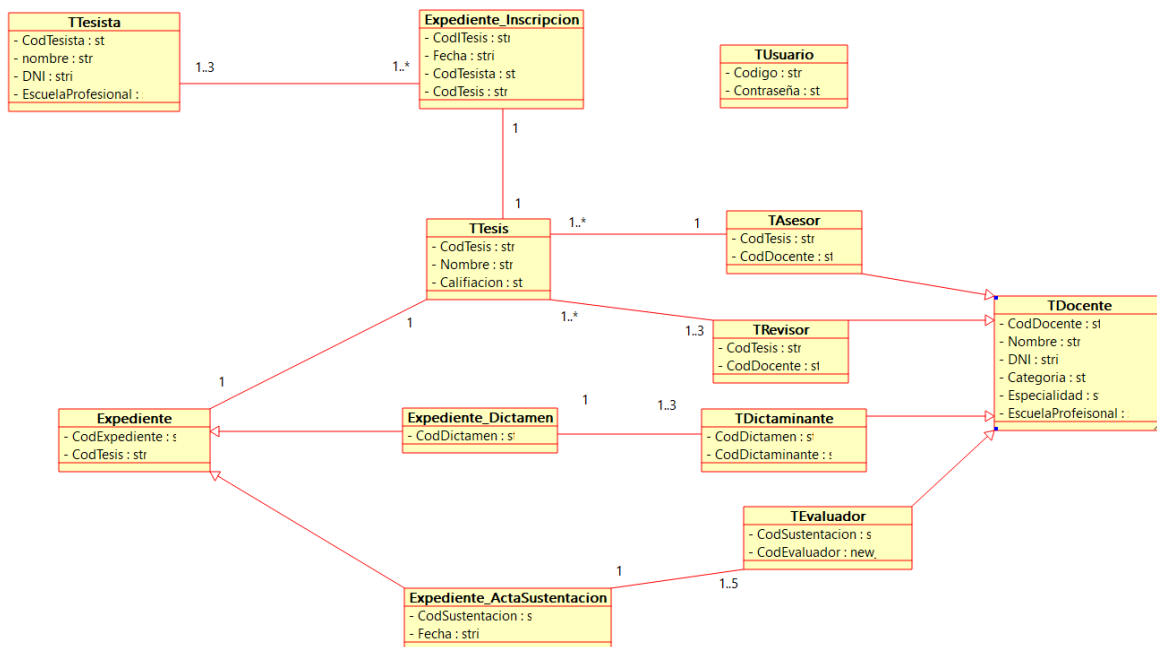 TTesista
- CodTesista : st
- nombre : str
- DNI : stri
- EscuelaProfesional :
1..3
1..*
Expediente_Inscripcion
- CodITesis : str
- Fecha : stri
- CodTesista : st
- CodTesis : str
TUsuario
- Codigo : str
- Contraseña : st
1
1
TTesis
- CodTesis : str
- Nombre : str
- Califiacion : st
1..*
1
TAsesor
- CodTesis : str
- CodDocente : st
1..*
1..3
TRevisor
- CodTesis : str
- CodDocente : st
TDocente
- CodDocente : st
- Nombre : str
- DNI : stri
- Categoria : st
- Especialidad : s
- EscuelaProfeisonal :
1
1
Expediente
- CodExpediente : s
- CodTesis : str
Expediente_Dictamen
- CodDictamen : st
1
1..3
TDictaminante
- CodDictamen : st
- CodDictaminante : s
TEvaluador
- CodSustentacion : s
- CodEvaluador : new_
1
1..5
Expediente_ActaSustentacion
- CodSustentacion : s
- Fecha : stri